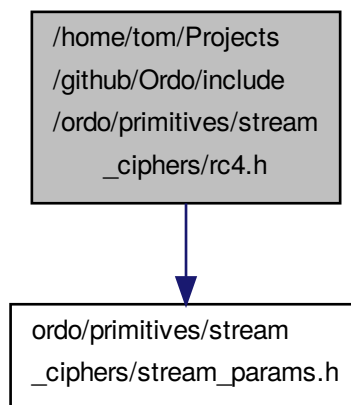 /home/tom/Projects
/github/Ordo/include
/ordo/primitives/stream
_ciphers/rc4.h
ordo/primitives/stream
_ciphers/stream_params.h